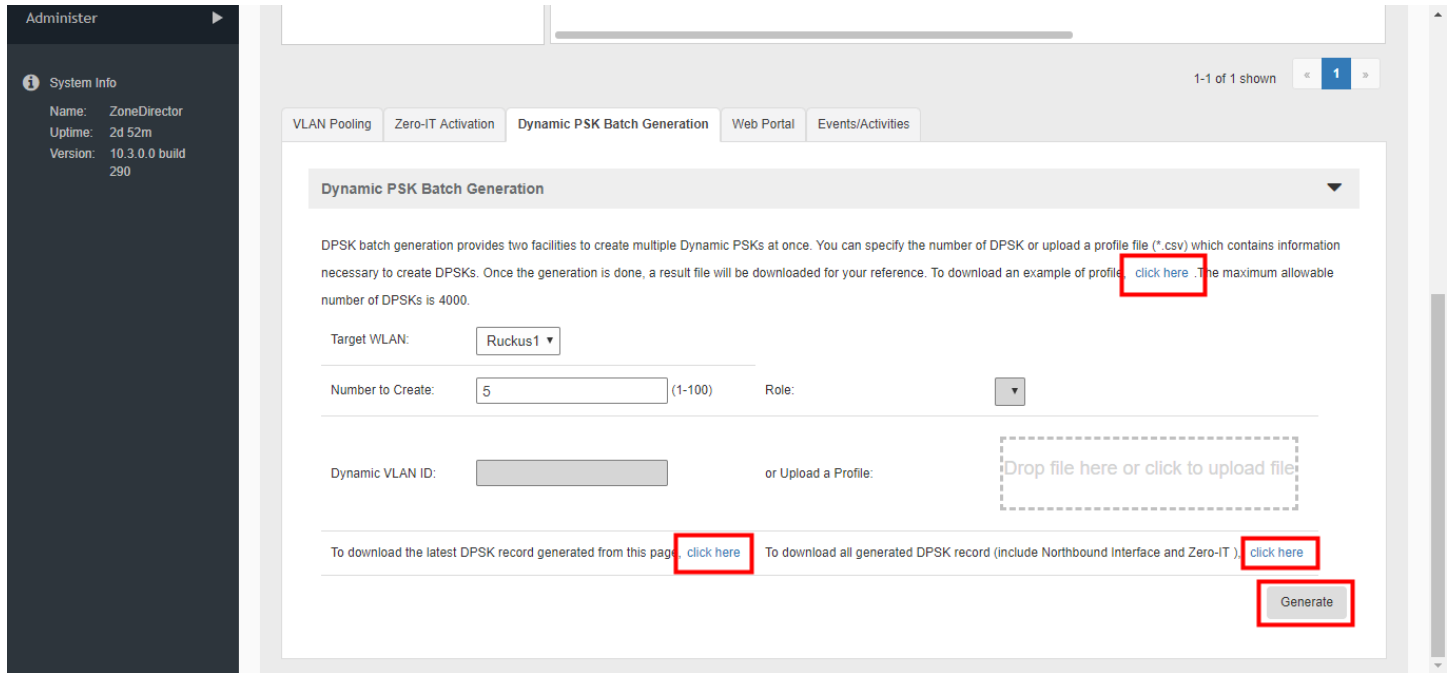 Administer
System Info
Name: ZoneDirector
Uptime: 2d 52m
Version: 10.3.0.0 build
290
1-1 of 1 shown « 1 »
VLAN Pooling Zero-IT Activation Dynamic PSK Batch Generation Web Portal Events/Activities
Dynamic PSK Batch Generation
DPSK batch generation provides two facilities to create multiple Dynamic PSKs at once. You can specify the number of DPSK or upload a profile file (*.csv) which contains information
necessary to create DPSKs. Once the generation is done, a result file will be downloaded for your reference. To download an example of profile, click here .The maximum allowable
number of DPSKs is 4000.
Target WLAN: Ruckus1
Number to Create: 5 (1-100) Role:
Dynamic VLAN ID: or Upload a Profile: Drop file here or click to upload file
To download the latest DPSK record generated from this page, click here To download all generated DPSK record (include Northbound Interface and Zero-IT ), click here
Generate